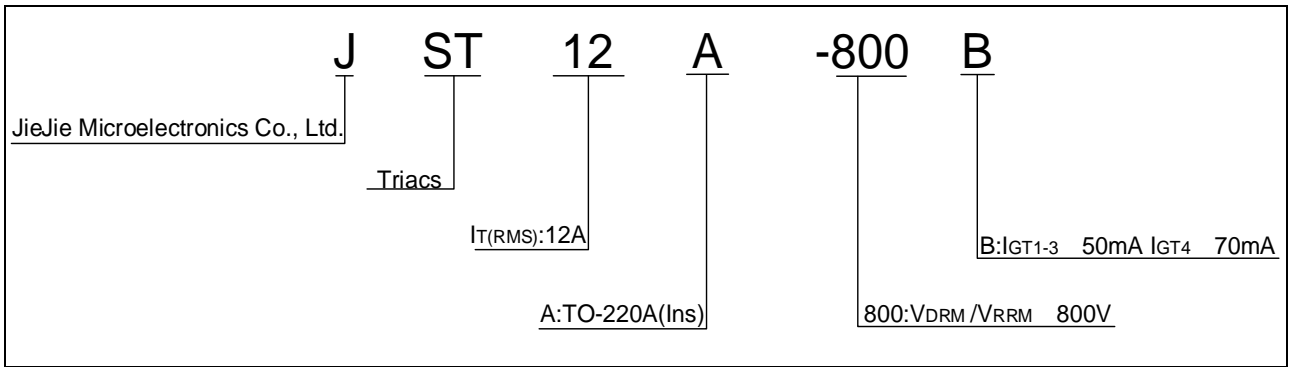 J ST 12 A -800 B
JieJie Microelectronics Co., Ltd.
Triacs
IT(RMS):12A
B:IGT1-3 50mA IGT4 70mA
A:TO-220A(Ins)
800:VDRM /VRRM 800V